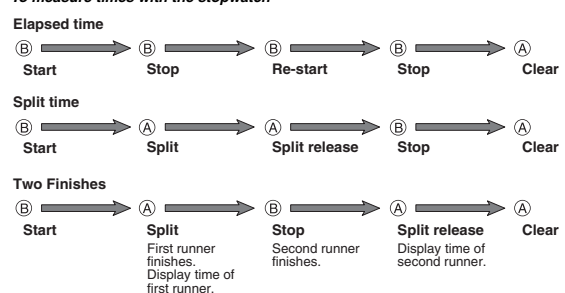 To measure times with the stopwatch
Elapsed time
Ⓑ Ⓑ Ⓑ Ⓑ Ⓐ
Start Stop Re-start Stop Clear
Split time
Ⓑ Ⓐ Ⓐ Ⓑ Ⓐ
Start Split Split release Stop Clear
Two Finishes
Ⓑ Ⓐ Ⓑ Ⓐ Ⓐ
Start Split Stop Split release Clear
First runner Second runner Display time of
finishes. finishes. second runner.
Display time of
first runner.